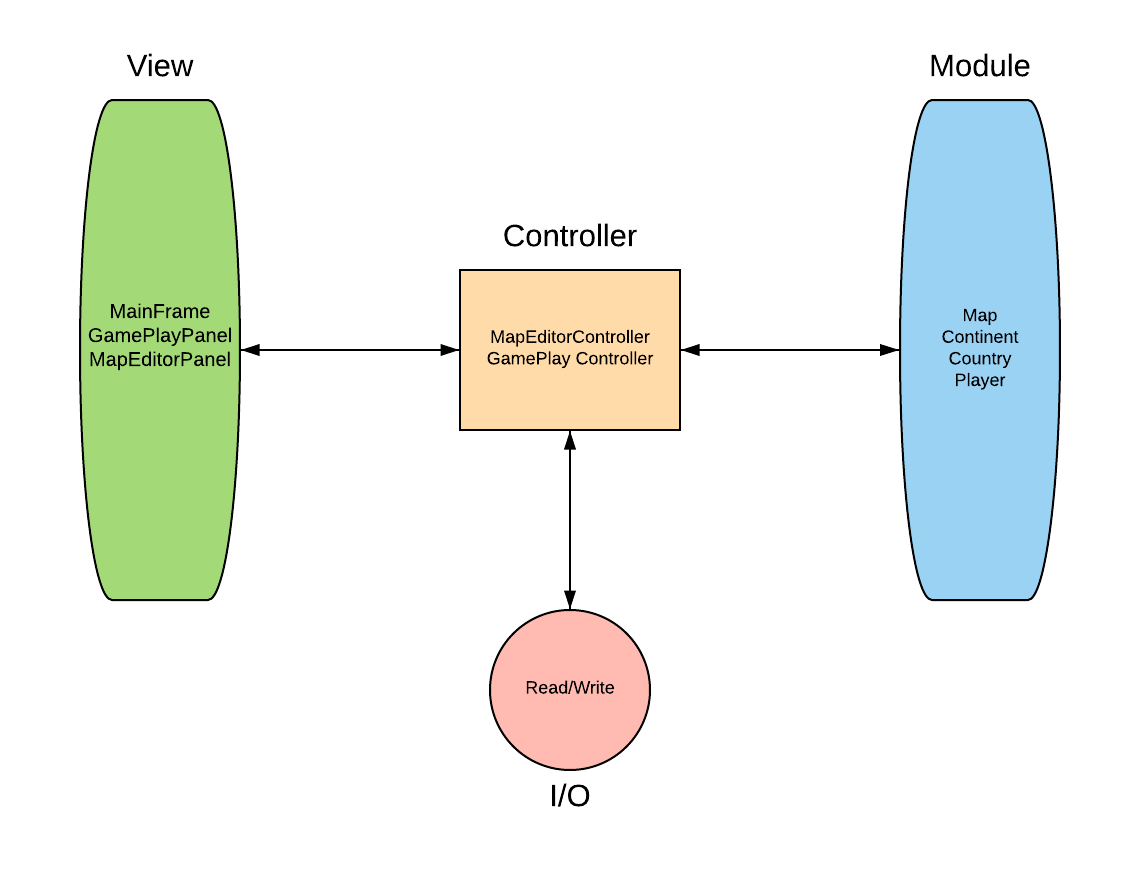 View
MainFrame
GamePlayPanel
MapEditorPanel
Controller
MapEditorController
GamePlay Controller
Module
Map
Continent
Country
Player
Read/Write
I/O